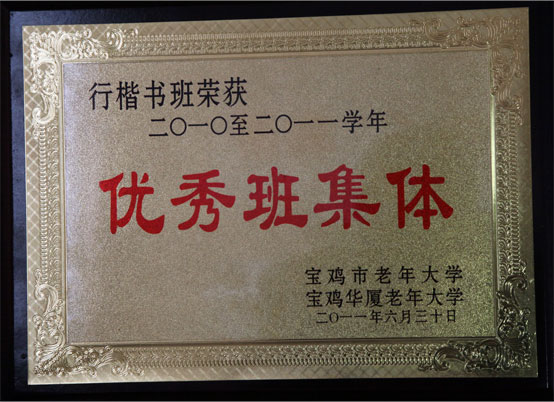 行楷书班荣获
二〇一〇至二〇一一学年
优秀班集体
宝鸡市老年大学
宝鸡华厦老年大学
二〇一一年六月三十日